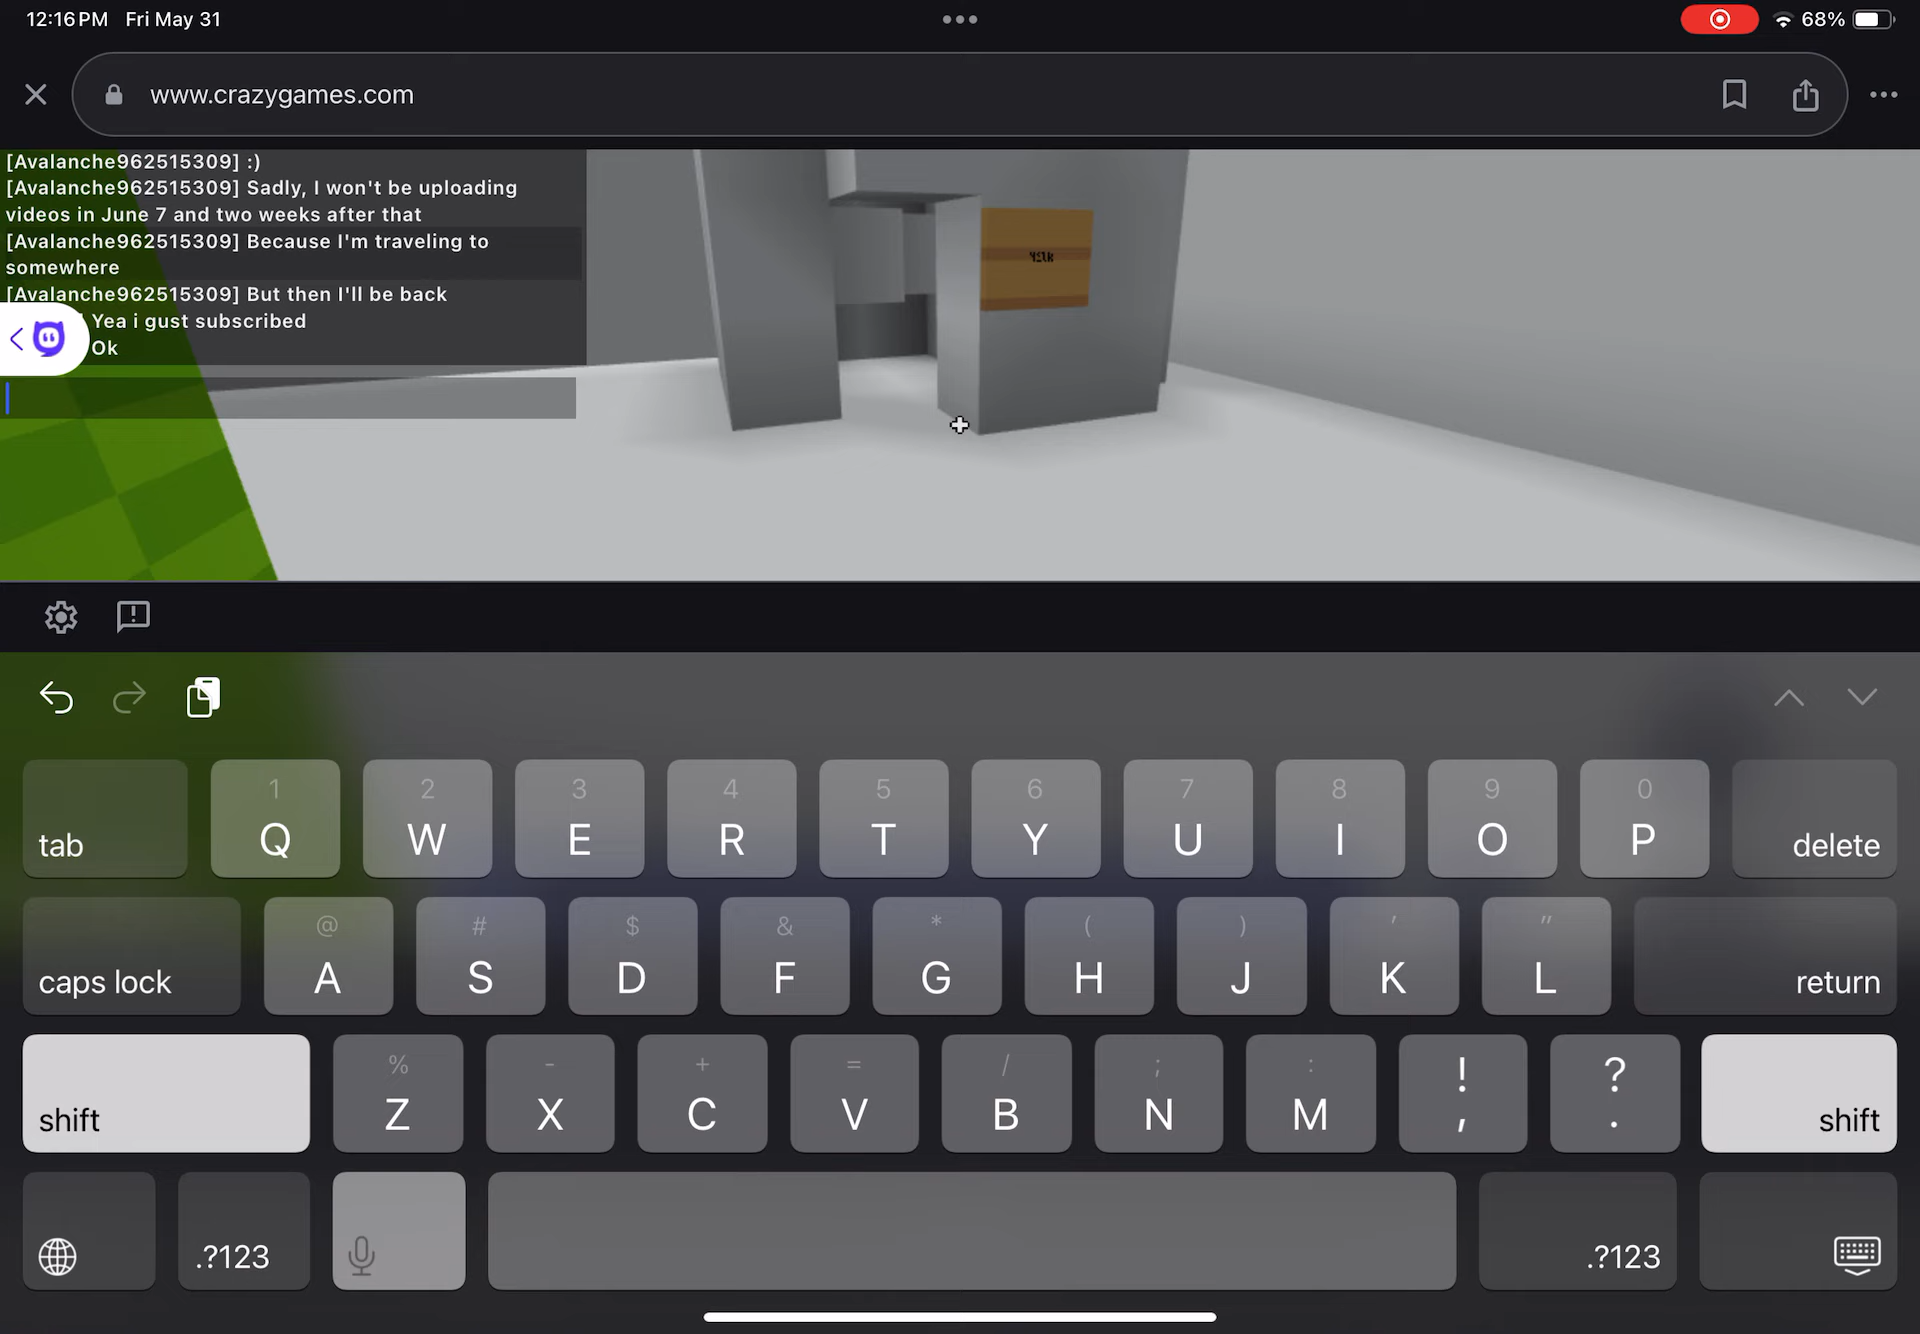 12:16 PM Fri May 31
68%
www.crazygames.com
[Avalanche962515309] :)
[Avalanche962515309] Sadly, I won't be uploading
videos in June 7 and two weeks after that
[Avalanche962515309] Because I'm traveling to
somewhere
[Avalanche962515309] But then I'll be back
Yea i gust subscribed
Ok
tab 1 Q 2 W 3 E 4 R 5 T 6 Y 7 U 8 I 9 O 0 P delete
caps lock @ A # S $ D & F * G ( H ) J ' K " L return
shift % Z - X + C = V / B ; N : M ! , ? . shift
.?123 .?123